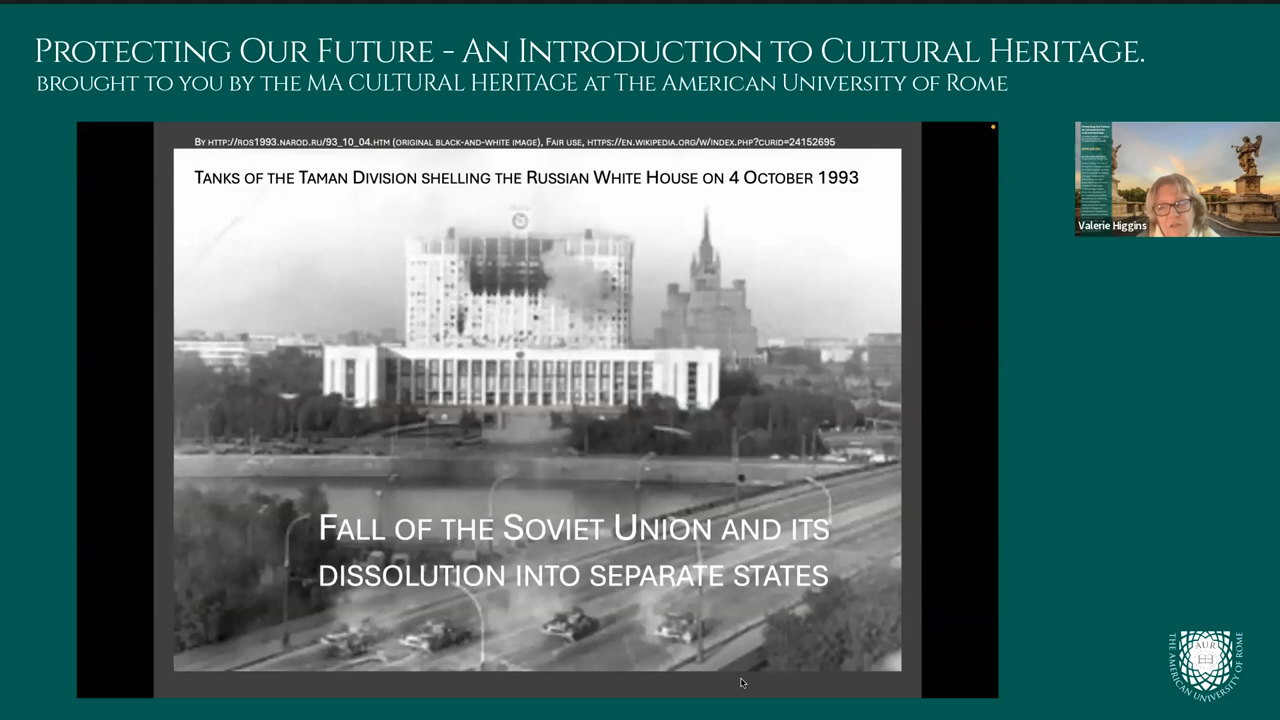 Protecting Our Future - An Introduction to Cultural Heritage.
brought to you by the MA CULTURAL HERITAGE at The American University of Rome
By http://ros1993.narod.ru/93_10_04.htm (original black-and-white image), Fair use, https://en.wikipedia.org/w/index.php?curid=24152695
Tanks of the Taman Division shelling the Russian White House on 4 October 1993
Fall of the Soviet Union and its
dissolution into separate states
Valerie Higgins
THE AMERICAN UNIVERSITY OF ROME
AUR